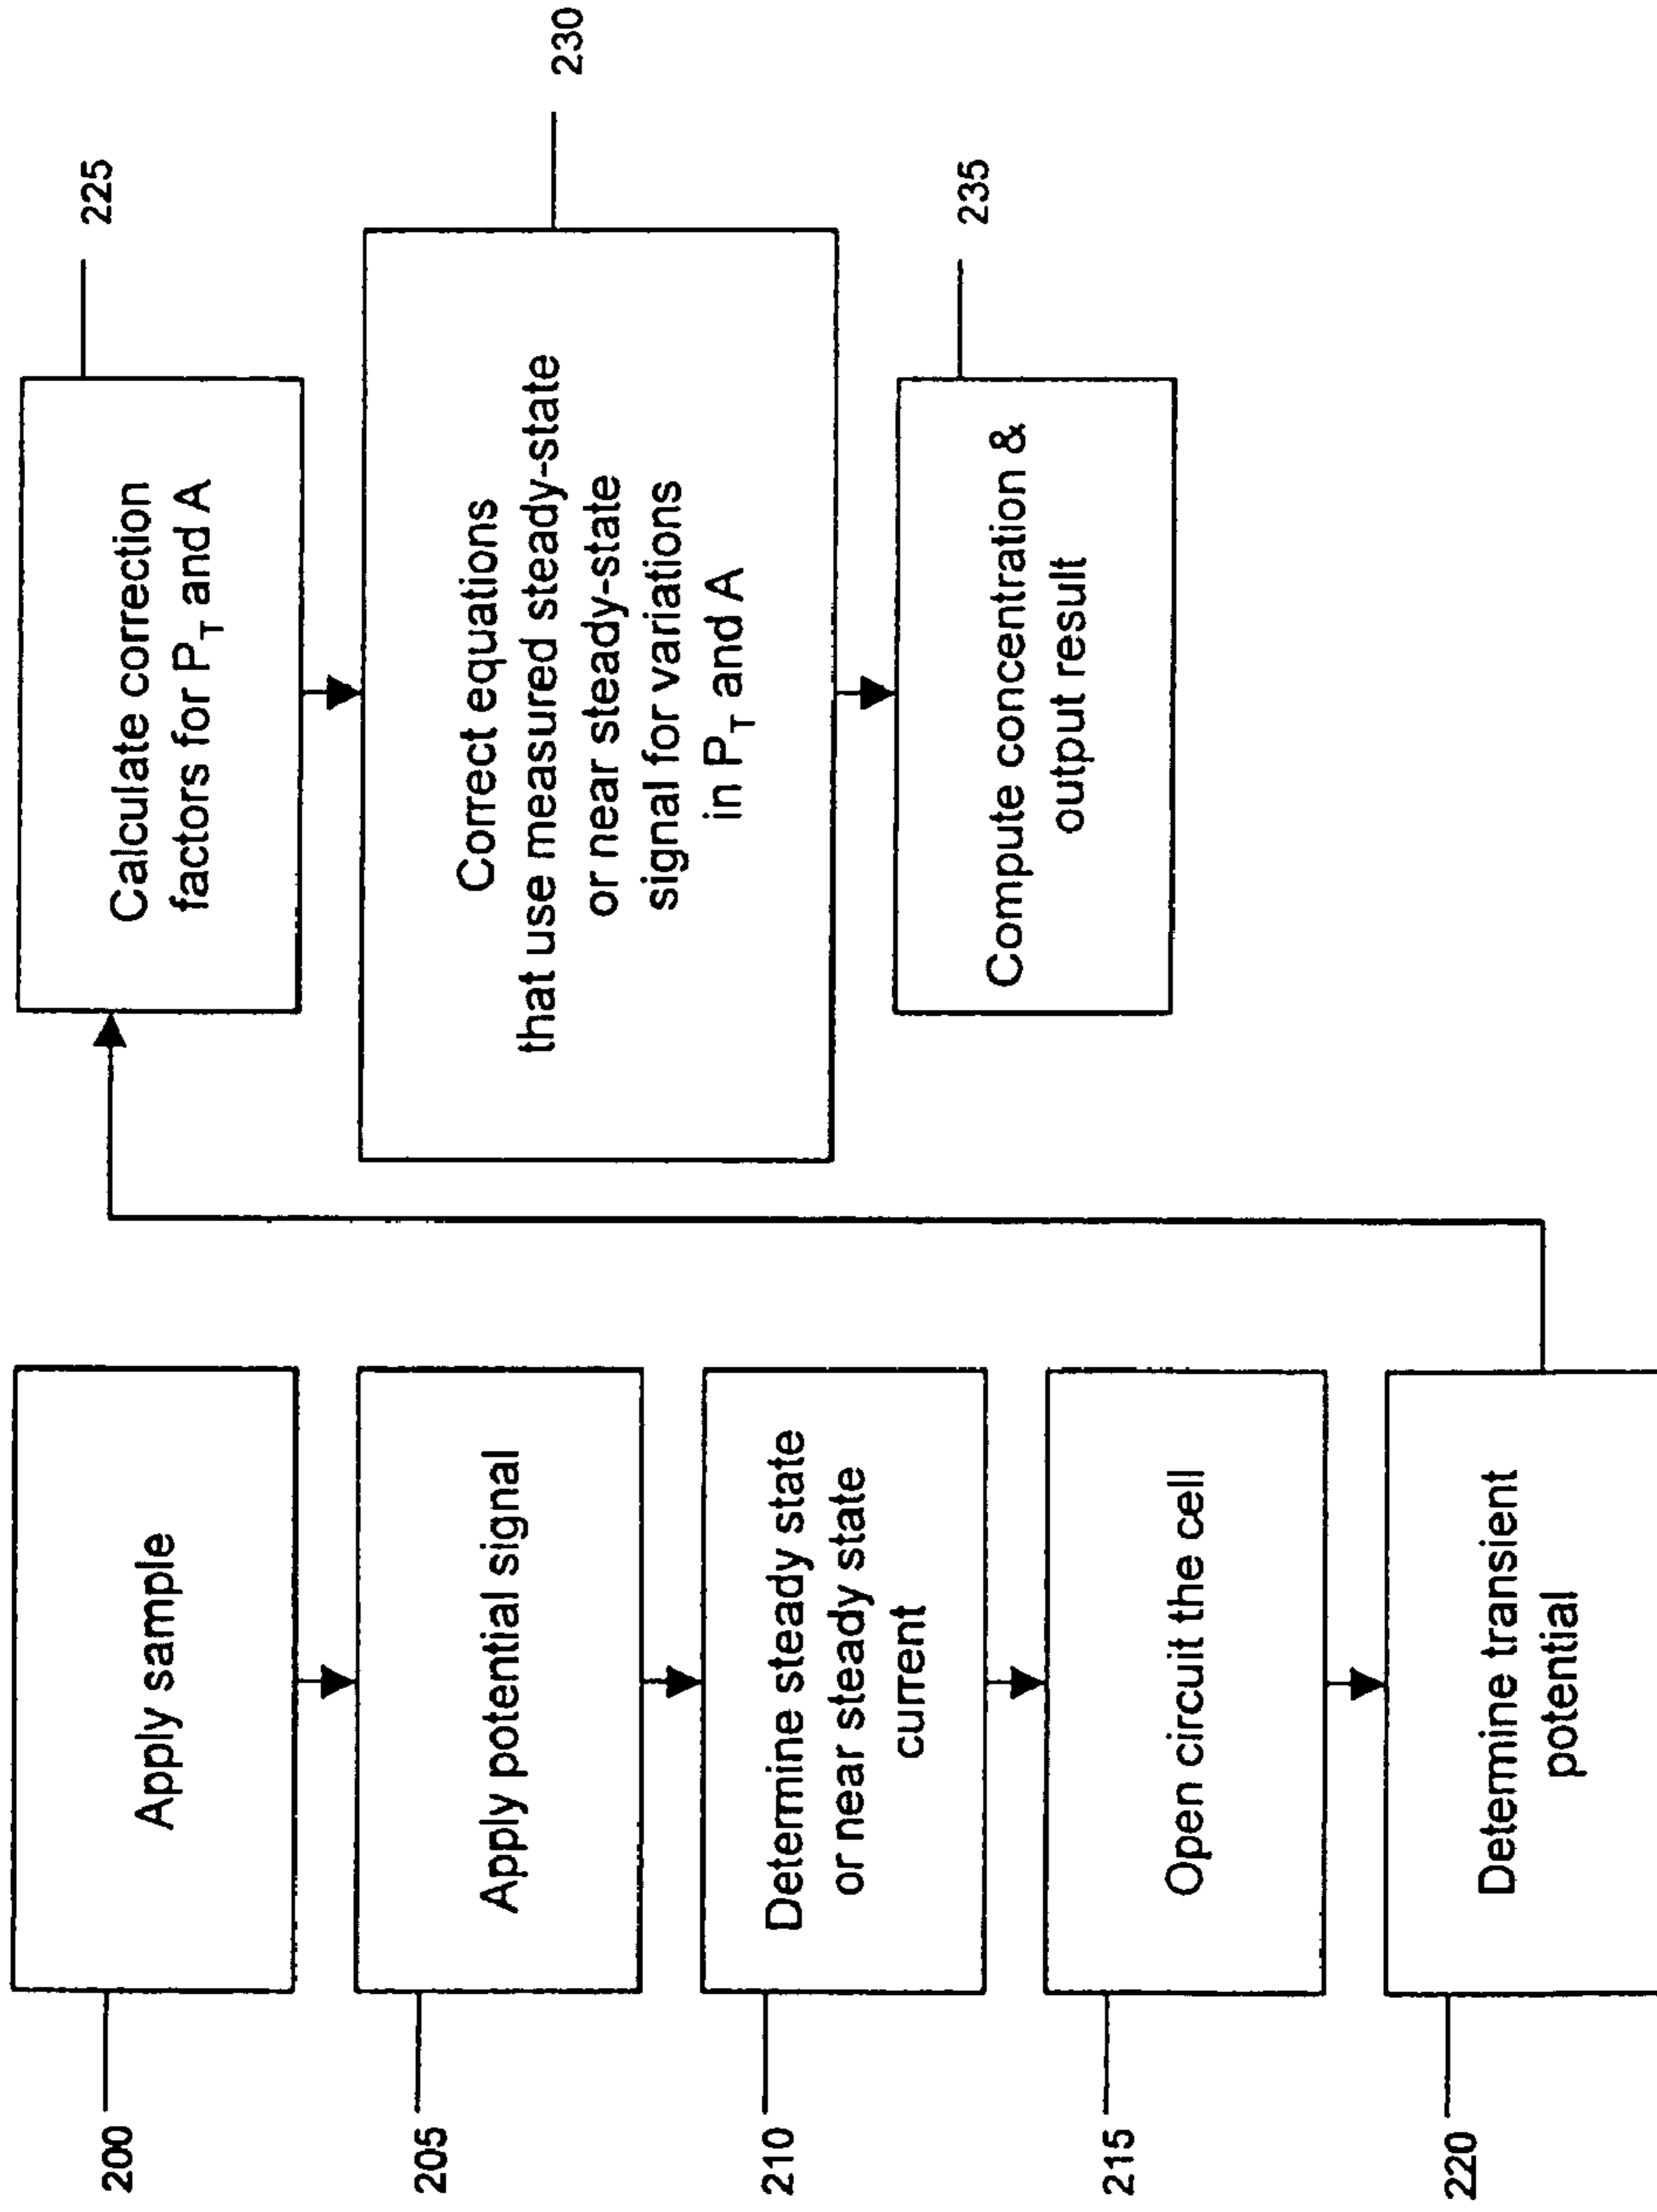 200
Apply sample
205
Apply potential signal
210
Determine steady state
or near steady state
current
215
Open circuit the cell
220
Determine transient
potential
225
Calculate correction
factors for P_T and A
230
Correct equations
that use measured steady-state
or near steady-state
signal for variations
in P_T and A
235
Compute concentration &
output result